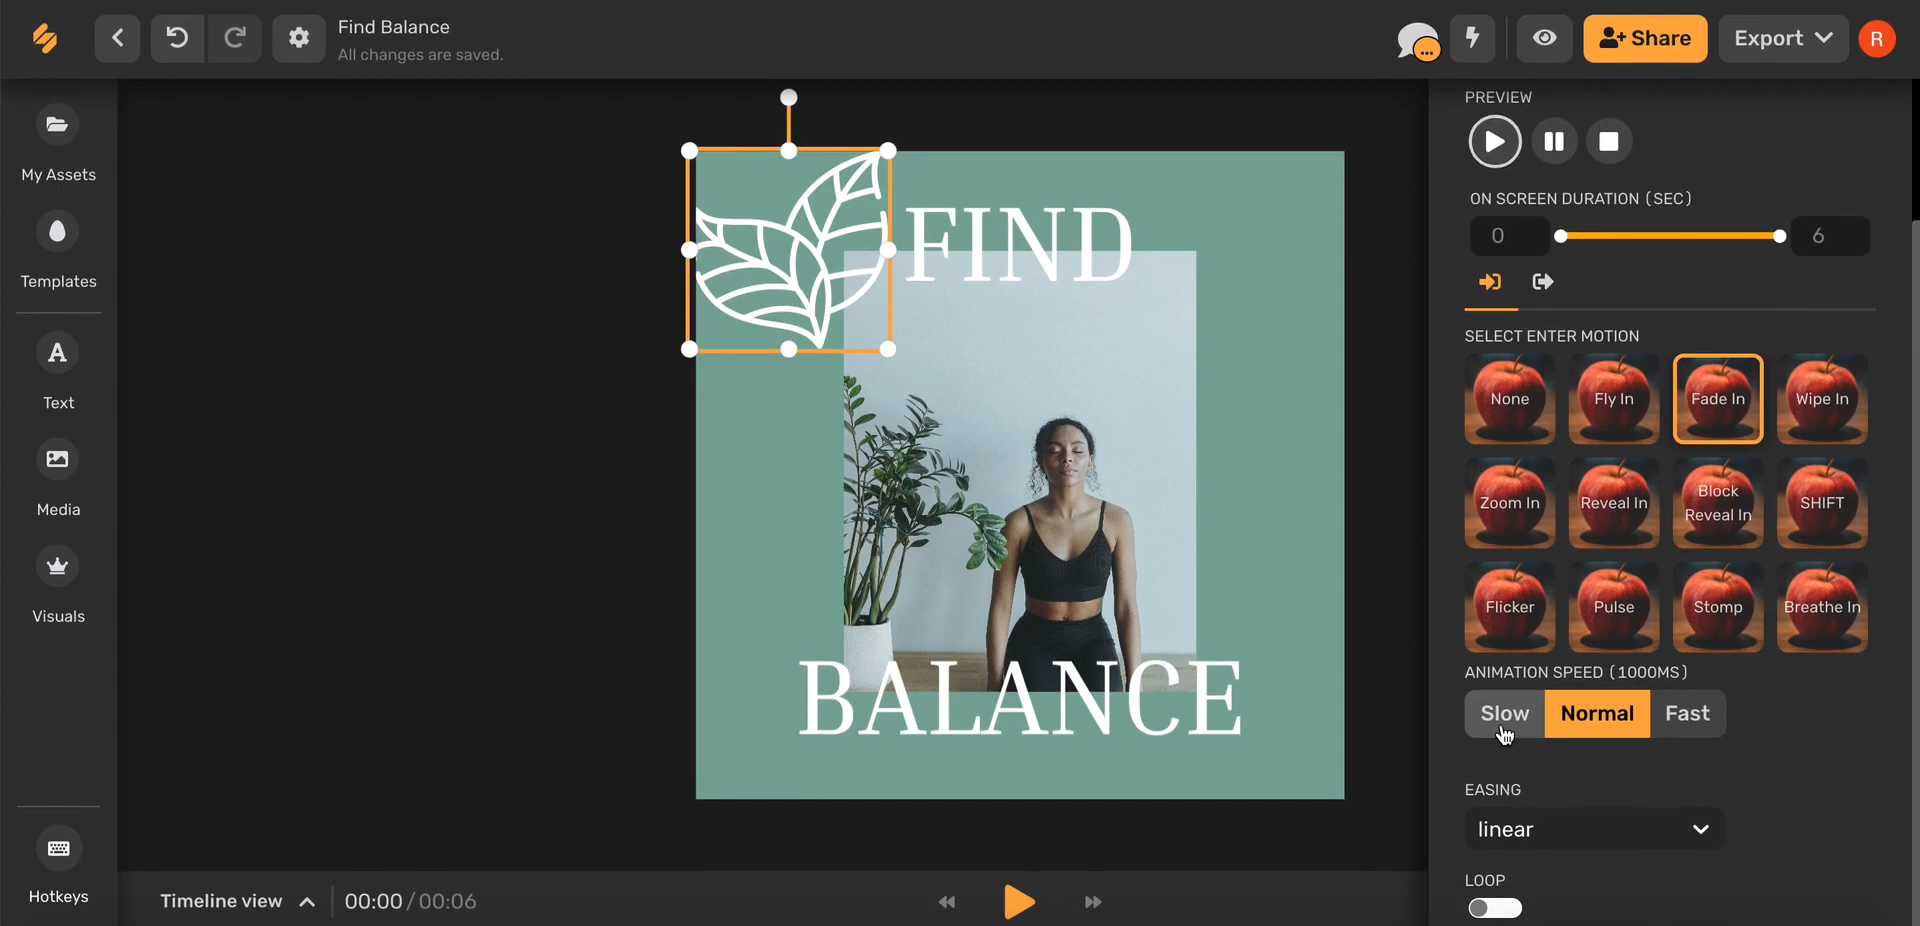 Find Balance
All changes are saved.
Share
Export
R
My Assets
Templates
Text
Media
Visuals
Hotkeys
FIND
BALANCE
PREVIEW
ON SCREEN DURATION (SEC)
0
6
SELECT ENTER MOTION
None
Fly In
Fade In
Wipe In
Zoom In
Reveal In
Block
Reveal In
SHIFT
Flicker
Pulse
Stomp
Breathe In
ANIMATION SPEED (1000MS)
Slow
Normal
Fast
EASING
linear
LOOP
Timeline view
00:00 / 00:06